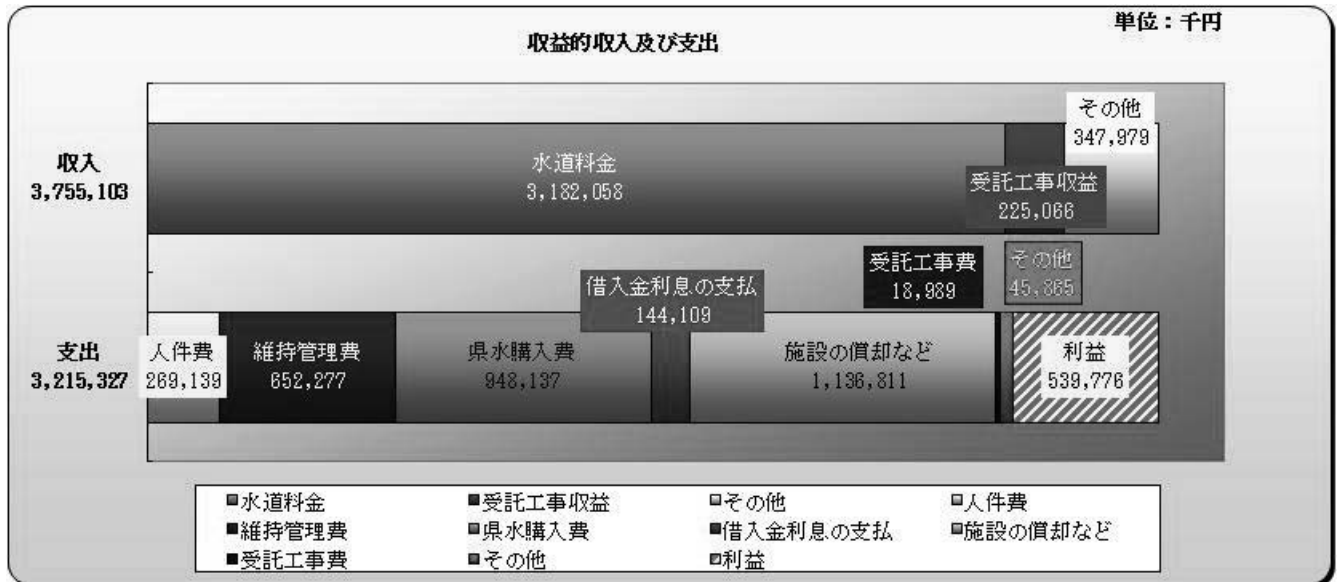 単位：千円
収益的収入及び支出
収入
3,755,103
水道料金
3,182,058
受託工事収益
225,066
その他
347,979
支出
3,215,327
人件費
269,139
維持管理費
652,277
県水購入費
948,137
借入金利息の支払
144,109
施設の償却など
1,136,811
受託工事費
18,989
その他
45,865
利益
539,776
■水道料金 ■受託工事収益 ■その他 ■人件費
■維持管理費 ■県水購入費 ■借入金利息の支払 ■施設の償却など
■受託工事費 ■その他 ■利益